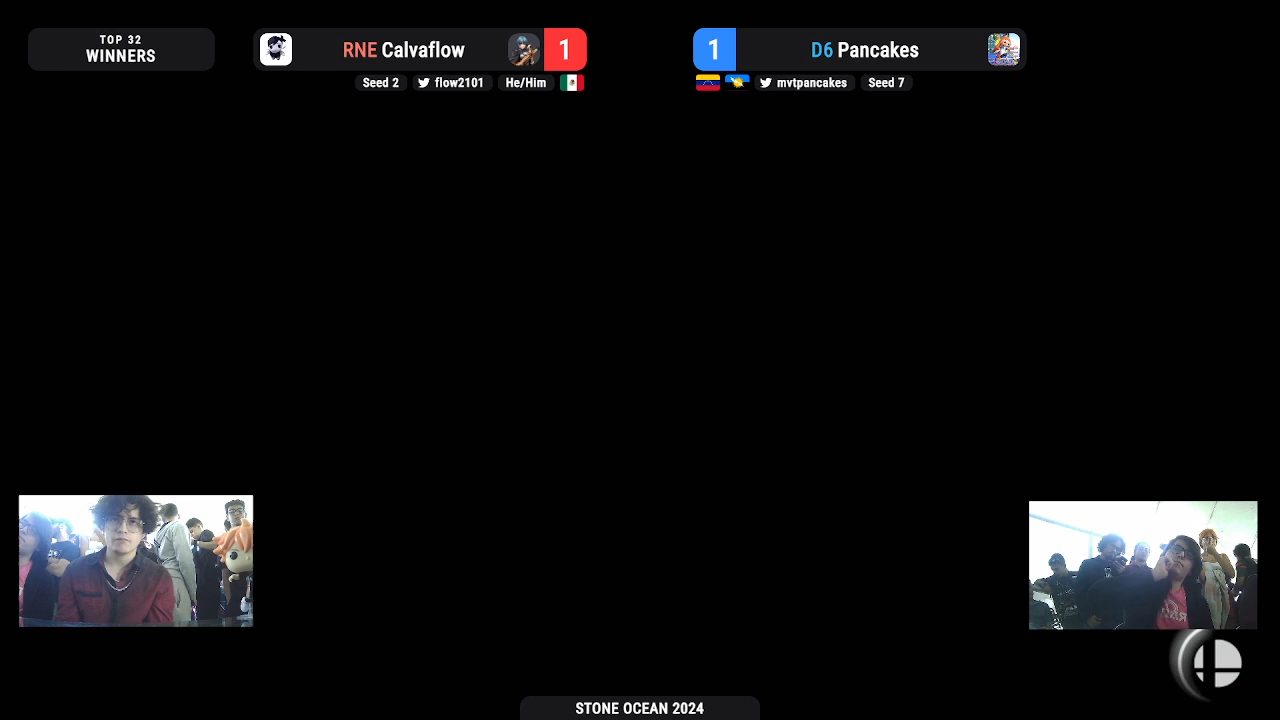 TOP 32
WINNERS
RNE Calvaflow
1
1
D6 Pancakes
Seed 2
flow2101
He/Him
mvtpancakes
Seed 7
STONE OCEAN 2024